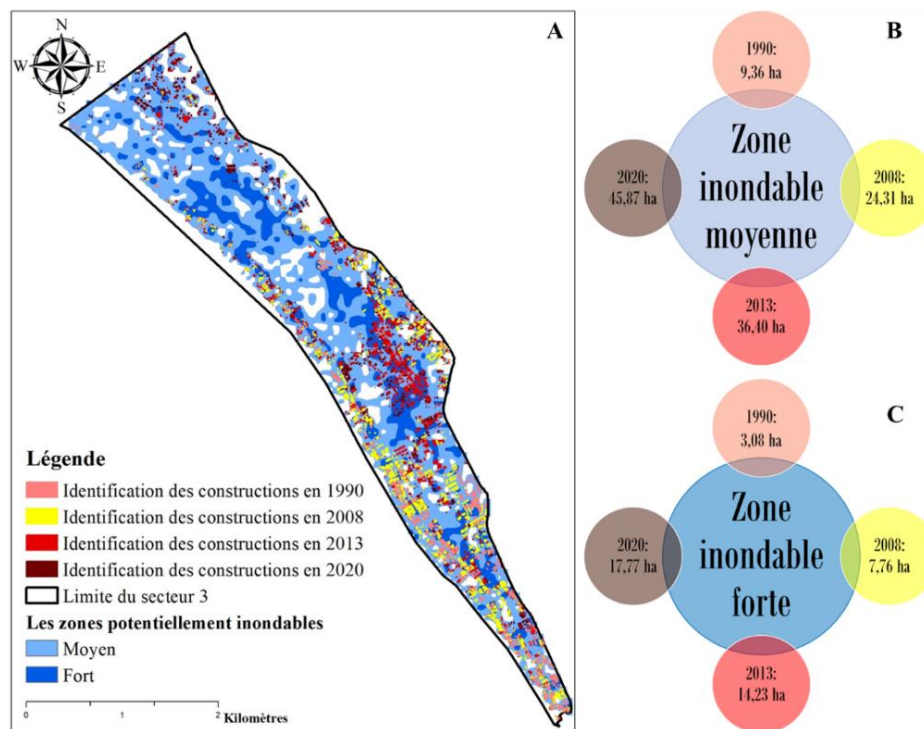 A
N
W E
S
Légende
Identification des constructions en 1990
Identification des constructions en 2008
Identification des constructions en 2013
Identification des constructions en 2020
Limite du secteur 3
Les zones potentiellement inondables
Moyen
Fort
0 1 2
Kilomètres
B
1990:
9,36 ha
Zone
inondable
moyenne
2020:
45,87 ha
2008:
24,31 ha
2013:
36,40 ha
C
1990:
3,08 ha
Zone
inondable
forte
2020:
17,77 ha
2008:
7,76 ha
2013:
14,23 ha